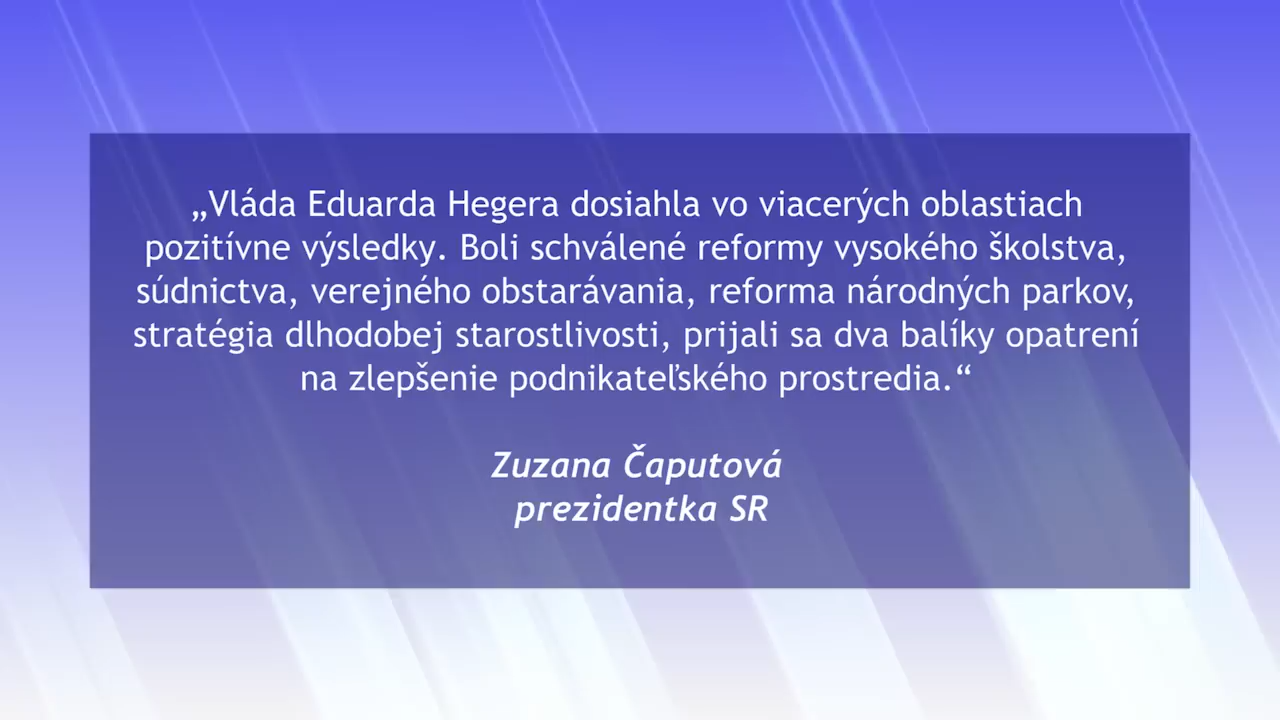 „Vláda Eduarda Hegera dosiahla vo viacerých oblastiach
pozitívne výsledky. Boli schválené reformy vysokého školstva,
súdnictva, verejného obstarávania, reforma národných parkov,
stratégia dlhodobej starostlivosti, prijali sa dva balíky opatrení
na zlepšenie podnikateľského prostredia.“
Zuzana Čaputová
prezidentka SR